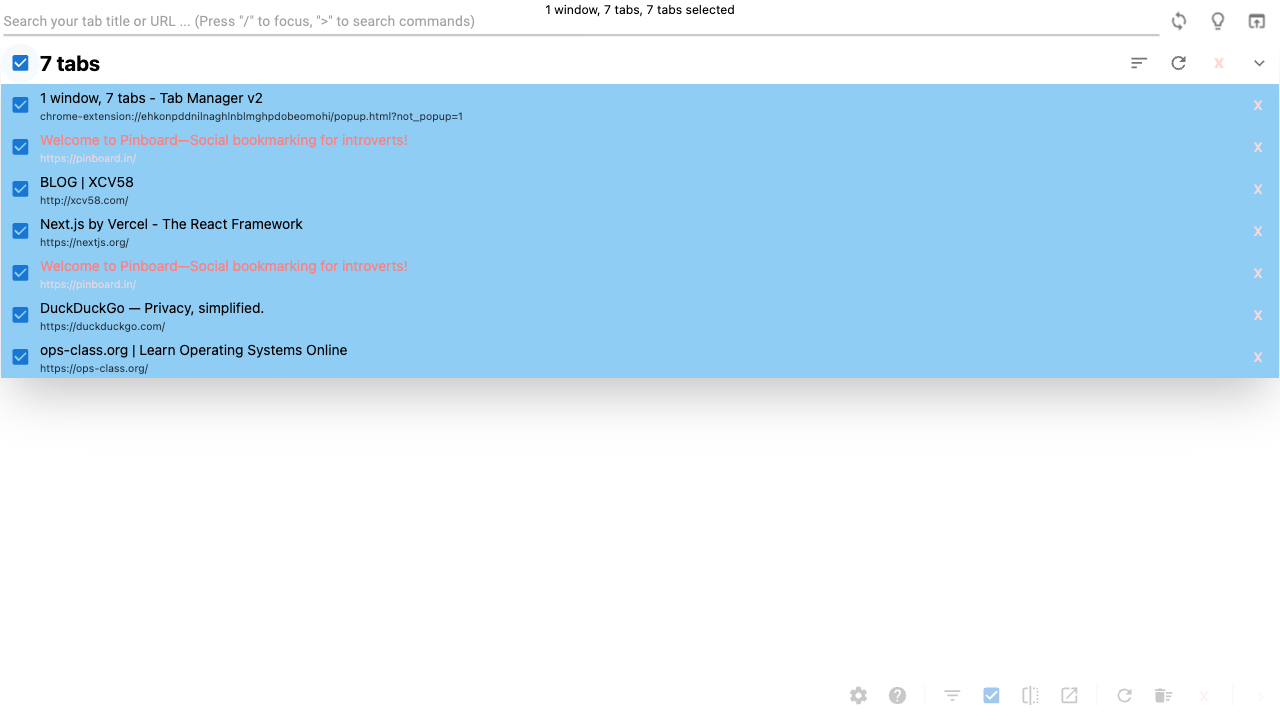 1 window, 7 tabs, 7 tabs selected
Search your tab title or URL ... (Press "/" to focus, ">" to search commands)
7 tabs
X
1 window, 7 tabs - Tab Manager v2
X
chrome-extension://ehkonpddnilnaghlnblmghpdobeomohi/popup.html?not_popup=1
Welcome to Pinboard—Social bookmarking for introverts!
X
https://pinboard.in/
BLOG | XCV58
X
http://xcv58.com/
Next.js by Vercel - The React Framework
X
https://nextjs.org/
Welcome to Pinboard—Social bookmarking for introverts!
X
https://pinboard.in/
DuckDuckGo — Privacy, simplified.
X
https://duckduckgo.com/
ops-class.org | Learn Operating Systems Online
X
https://ops-class.org/
X